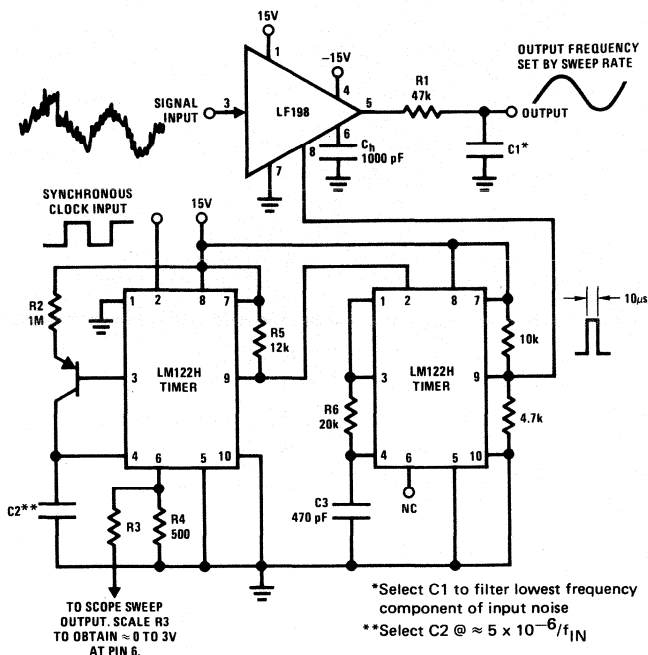 15V
1
-15V
4
SIGNAL
INPUT
3
LF198
5
R1
47k
OUTPUT FREQUENCY
SET BY SWEEP RATE
OUTPUT
6
8
7
Ch
1000 pF
C1*
SYNCHRONOUS
CLOCK INPUT
15V
R2
1M
1
2
8
7
R5
12k
3
LM122H
TIMER
9
4
6
5
10
C2**
R3
R4
500
TO SCOPE SWEEP
OUTPUT. SCALE R3
TO OBTAIN ≈ 0 TO 3V
AT PIN 6.
1
2
8
7
10k
3
LM122H
TIMER
9
R6
20k
4.7k
4
6
5
10
C3
470 pF
NC
10µs
*Select C1 to filter lowest frequency
component of input noise
**Select C2 @ ≈ 5 x 10⁻⁶/fIN